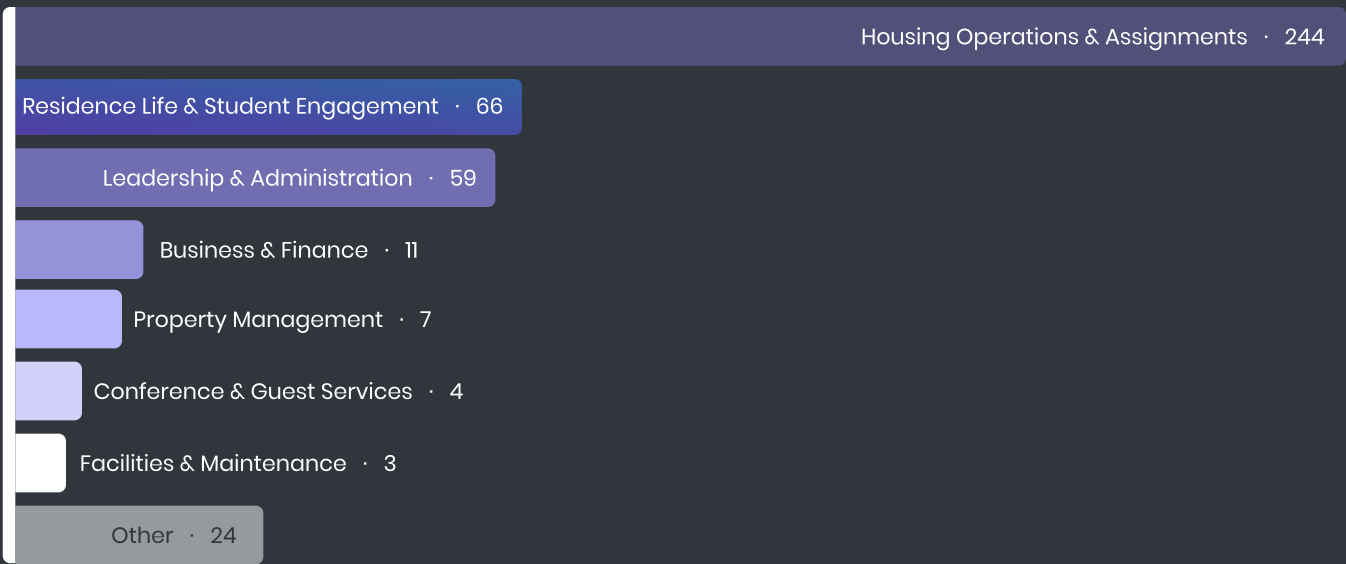 Housing Operations & Assignments · 244
Residence Life & Student Engagement · 66
Leadership & Administration · 59
Business & Finance · 11
Property Management · 7
Conference & Guest Services · 4
Facilities & Maintenance · 3
Other · 24